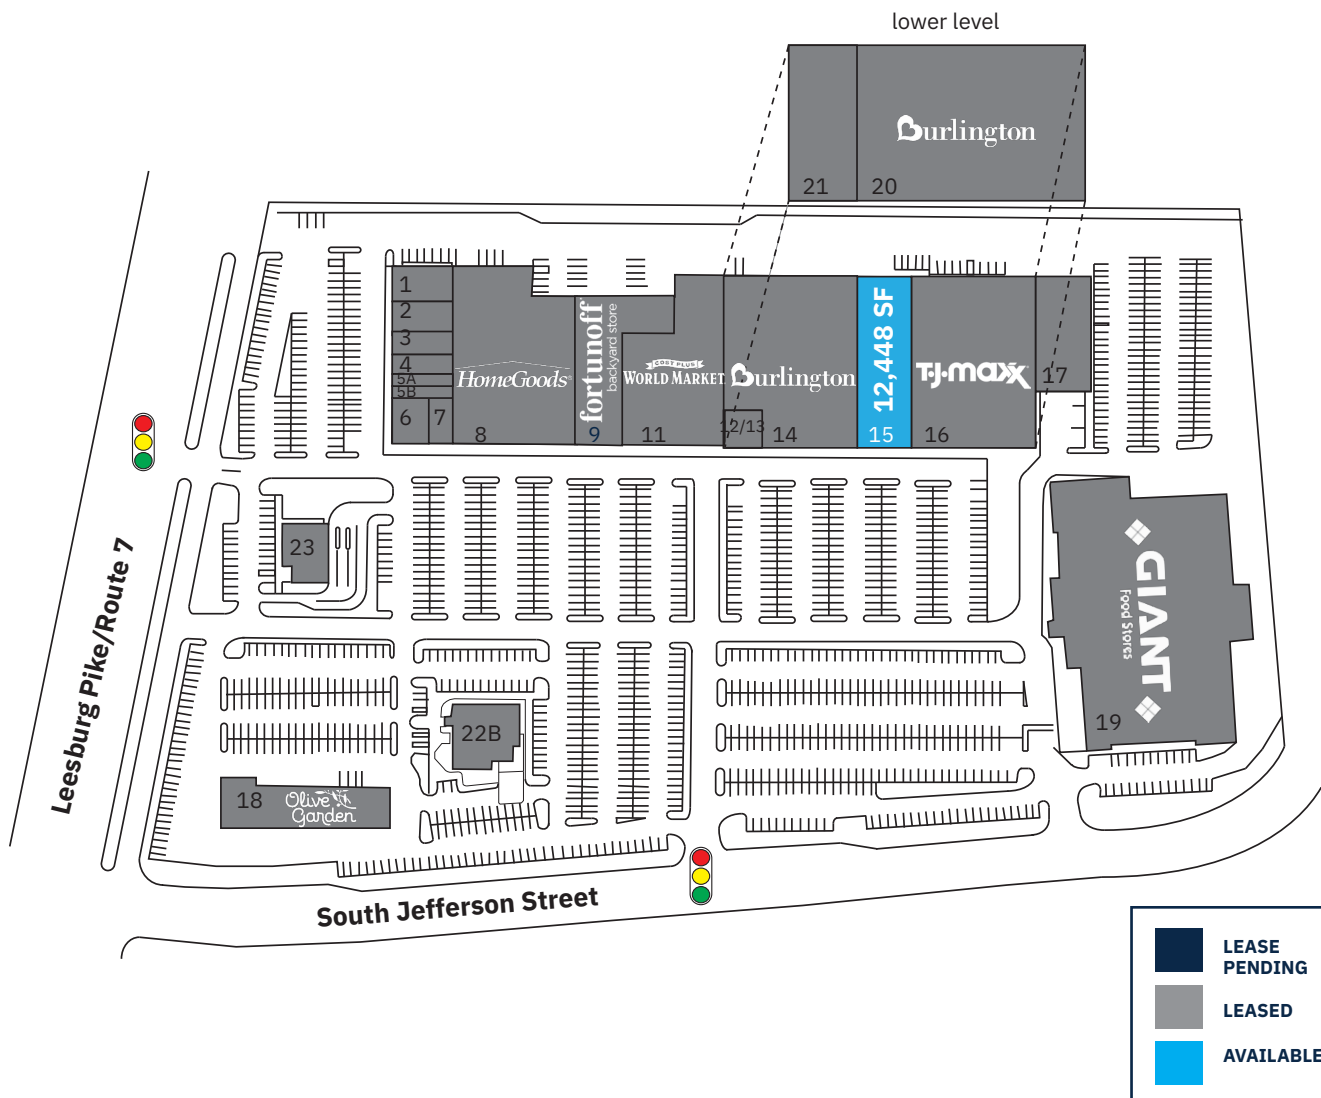 lower level
Burlington
21
20
1
2
3
4
5A
5B
6
7
HomeGoods
8
fortunoff
backyard store
9
COST PLUS
WORLD MARKET
11
12/13
Burlington
14
12,448 SF
15
T.J.maxx
16
17
23
GIANT
Food Stores
19
22B
18
Olive
Garden
Leesburg Pike/Route 7
South Jefferson Street
LEASE
PENDING
LEASED
AVAILABLE